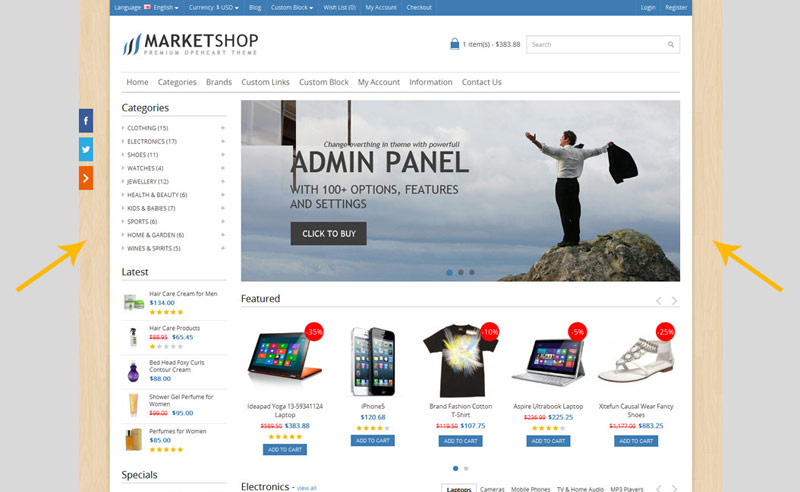 Language: English Currency: $ USD Blog Custom Block Wish List (0) My Account Checkout Login Register
MARKETSHOP
PREMIUM OPENCART THEME
1 item(s) - $383.88
Search
Home Categories Brands Custom Links Custom Block My Account Information Contact Us
Categories
CLOTHING (15)
ELECTRONICS (17)
SHOES (11)
WATCHES (4)
JEWELLERY (12)
HEALTH & BEAUTY (6)
KIDS & BABIES (7)
SPORTS (6)
HOME & GARDEN (6)
WINES & SPIRITS (5)
Change everthing in theme with powerfull
ADMIN PANEL
WITH 100+ OPTIONS, FEATURES
AND SETTINGS
CLICK TO BUY
Latest
Hair Care Cream for Men
$134.00
Hair Care Products
$88.95 $65.45
Bed Head Foxy Curls
Contour Cream
$88.00
Shower Gel Perfume for
Women
$99.00 $95.00
Perfumes for Women
$85.00
Specials
Featured
-35%
Ideapad Yoga 13-59341124
Laptop
$589.50 $383.88
ADD TO CART
iPhone5
$120.68
ADD TO CART
-10%
Brand Fashion Cotton
T-Shirt
$119.50 $107.75
ADD TO CART
-5%
Aspire Ultrabook Laptop
$236.99 $225.25
ADD TO CART
-25%
Xitefun Causal Wear Fancy
Shoes
$1,177.00 $883.25
ADD TO CART
Electronics - view all
Laptops Cameras Mobile Phones TV & Home Audio MP3 Players